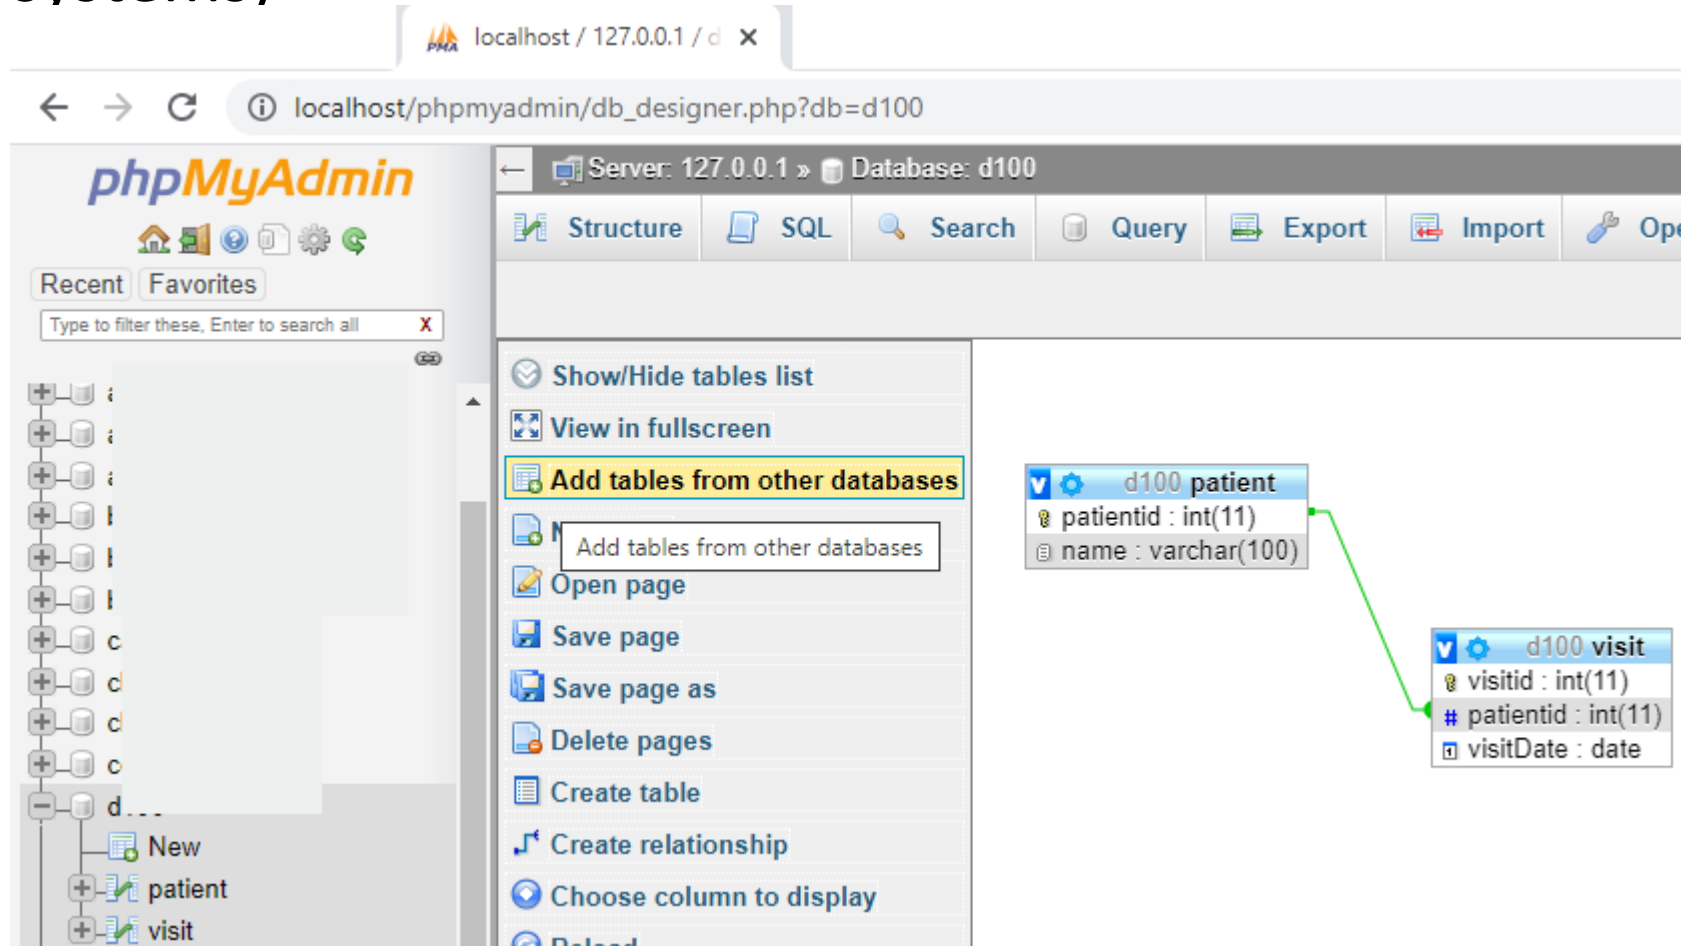 localhost / 127.0.0.1 / d
localhost/phpmyadmin/db_designer.php?db=d100
phpMyAdmin
Server: 127.0.0.1 » Database: d100
Structure SQL Search Query Export Import
Recent Favorites
Type to filter these, Enter to search all X
New
patient
visit
Show/Hide tables list
View in fullscreen
Add tables from other databases
Add tables from other databases
Open page
Save page
Save page as
Delete pages
Create table
Create relationship
Choose column to display
Reload
d100 patient
patientid : int(11)
name : varchar(100)
d100 visit
visitid : int(11)
# patientid : int(11)
visitDate : date